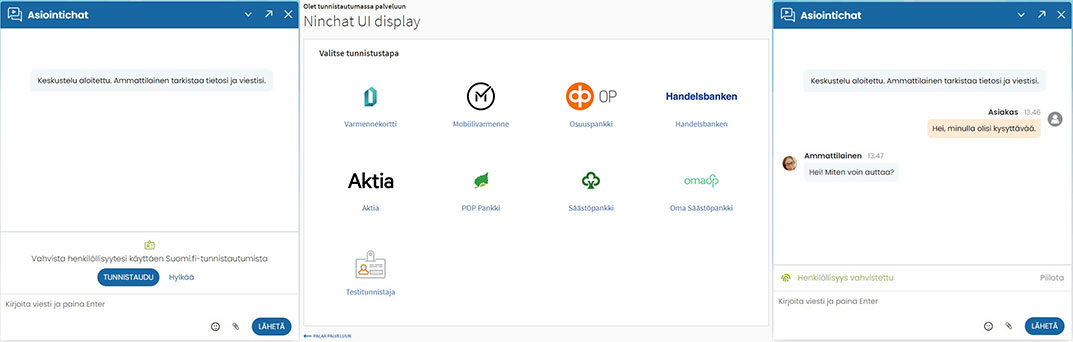 Asiointichat
Keskustelu aloitettu. Ammattilainen tarkistaa tietosi ja viestisi.
Vahvista henkilöllisyytesi käyttäen Suomi.fi-tunnistautumista
TUNNISTAUDU Hylkää
Kirjoita viesti ja paina Enter
LÄHETÄ
Olet tunnistautumassa palveluun
Ninchat UI display
Valitse tunnistustapa
OP Handelsbanken
Varmennekortti Mobiilivarmenne Osuuspankki Handelsbanken
Aktia omasp
Aktia POP Pankki Säästöpankki Oma Säästöpankki
Testitunnistaja
PALAA PALVELUUN
Asiointichat
Keskustelu aloitettu. Ammattilainen tarkistaa tietosi ja viestisi.
Asiakas 13.46
Hei, minulla olisi kysyttävää.
Ammattilainen 13.47
Hei! Miten voin auttaa?
Henkilöllisyys vahvistettu Piilota
Kirjoita viesti ja paina Enter
LÄHETÄ